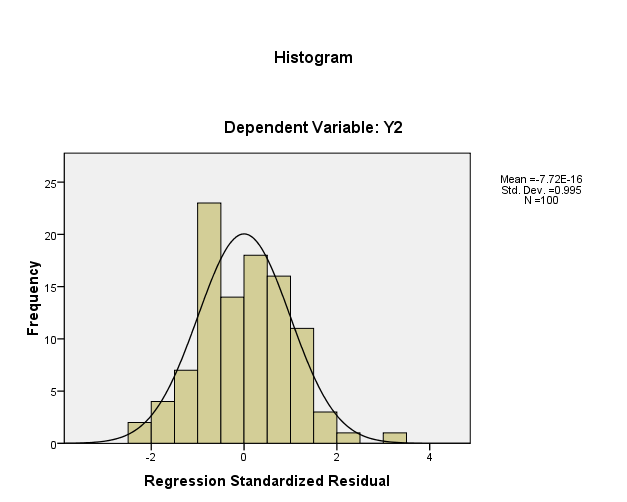 Histogram
Dependent Variable: Y2
Mean =-7.72E-16
Std. Dev. =0.995
N =100
25
20
15
10
5
0
Frequency
-2
0
2
4
Regression Standardized Residual